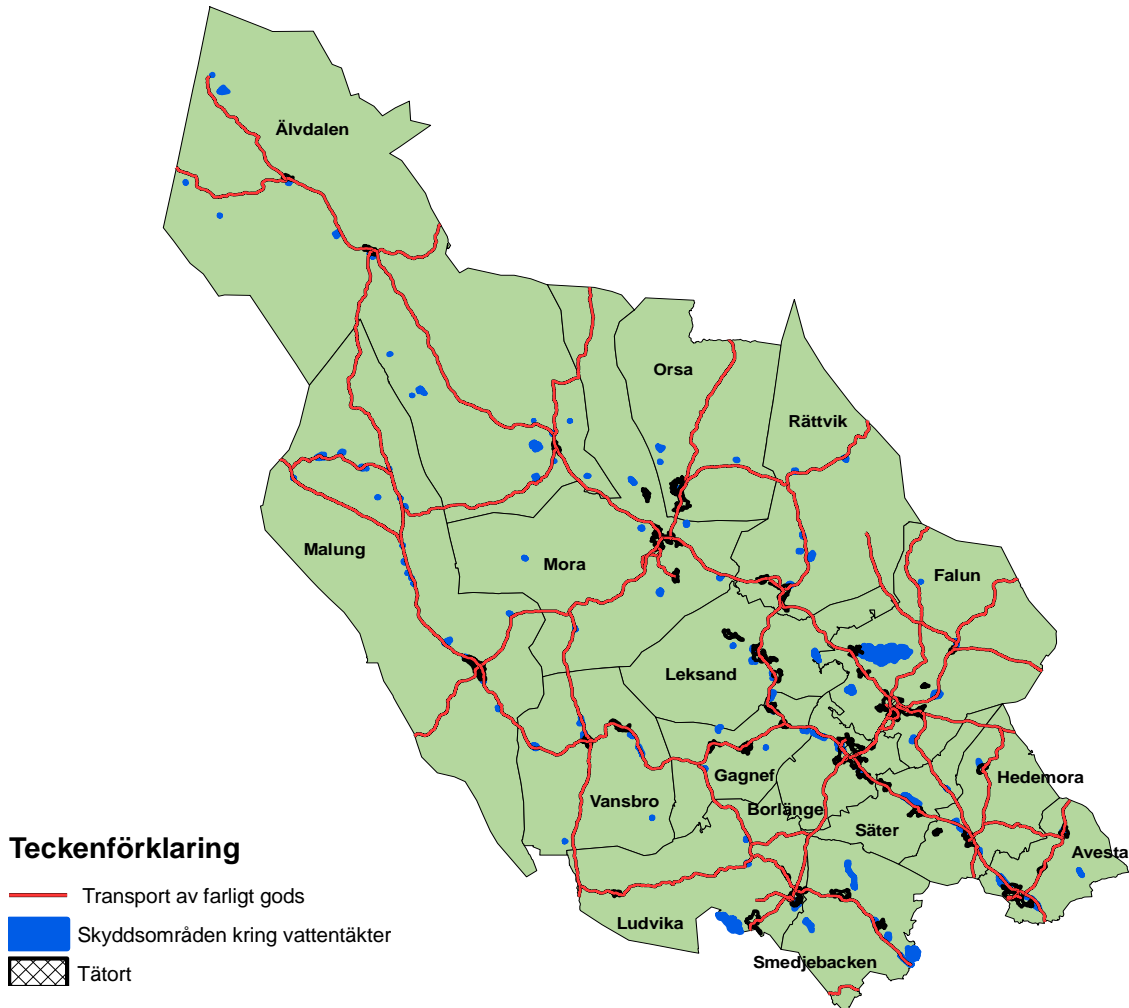 Älvdalen
Orsa
Rättvik
Malung
Mora
Falun
Leksand
Gagnef
Hedemora
Vansbro
Borlänge
Säter
Avesta
Ludvika
Smedjebacken
Teckenförklaring
Transport av farligt gods
Skyddsområden kring vattentäkter
Tätort